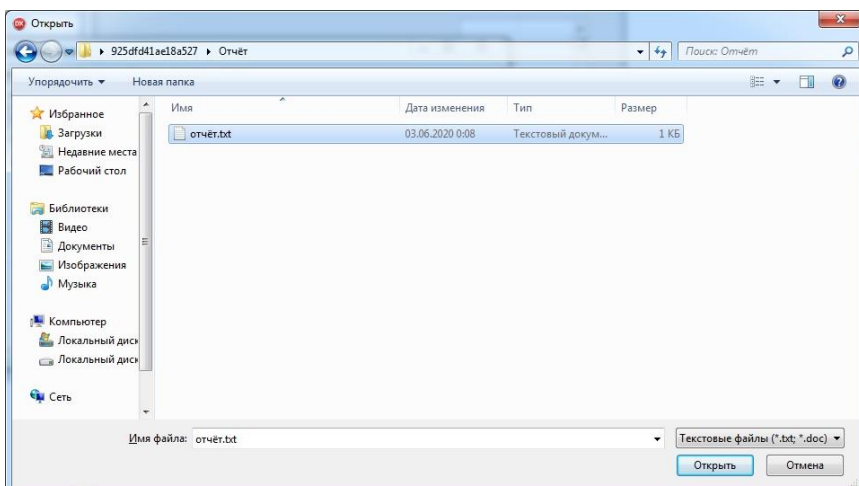 Открыть
925dfd41ae18a527 Отчёт Поиск: Отчёт
Упорядочить Новая папка
Имя Дата изменения Тип Размер
отчёт.txt 03.06.2020 0:08 Текстовый докум... 1 КБ
Избранное
Загрузки
Недавние места
Рабочий стол
Библиотеки
Видео
Документы
Изображения
Музыка
Компьютер
Локальный диск
Локальный диск
Сеть
Имя файла: отчёт.txt Текстовые файлы (*.txt; *.doc)
Открыть Отмена